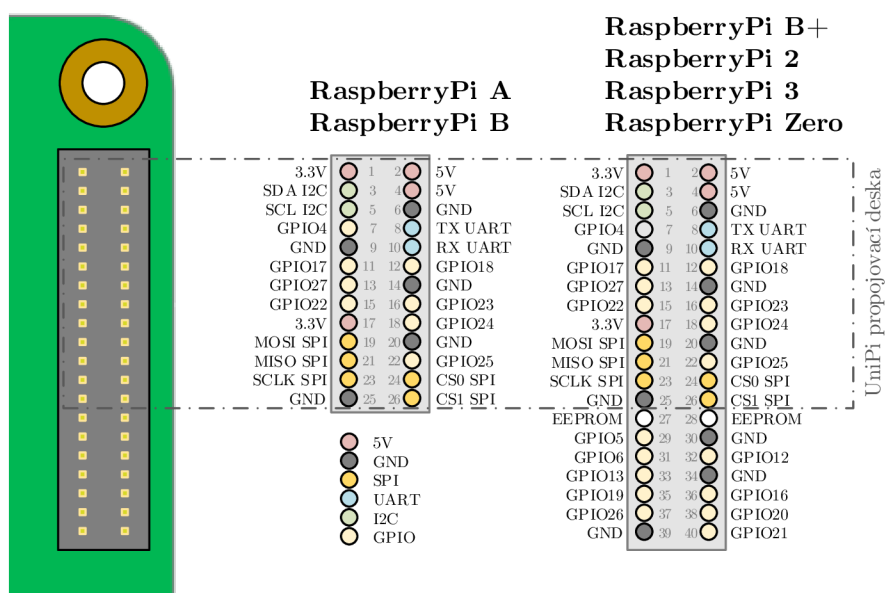 RaspberryPi A
RaspberryPi B
3.3V 1 2 5V
SDA I2C 3 4 5V
SCL I2C 5 6 GND
GPIO4 7 8 TX UART
GND 9 10 RX UART
GPIO17 11 12 GPIO18
GPIO27 13 14 GND
GPIO22 15 16 GPIO23
3.3V 17 18 GPIO24
MOSI SPI 19 20 GND
MISO SPI 21 22 GPIO25
SCLK SPI 23 24 CS0 SPI
GND 25 26 CS1 SPI
5V
GND
SPI
UART
I2C
GPIO
RaspberryPi B+
RaspberryPi 2
RaspberryPi 3
RaspberryPi Zero
3.3V 1 2 5V
SDA I2C 3 4 5V
SCL I2C 5 6 GND
GPIO4 7 8 TX UART
GND 9 10 RX UART
GPIO17 11 12 GPIO18
GPIO27 13 14 GND
GPIO22 15 16 GPIO23
3.3V 17 18 GPIO24
MOSI SPI 19 20 GND
MISO SPI 21 22 GPIO25
SCLK SPI 23 24 CS0 SPI
GND 25 26 CS1 SPI
EEPROM 27 28 EEPROM
GPIO5 29 30 GND
GPIO6 31 32 GPIO12
GPIO13 33 34 GND
GPIO19 35 36 GPIO16
GPIO26 37 38 GPIO20
GND 39 40 GPIO21
UniPi propojovací deska